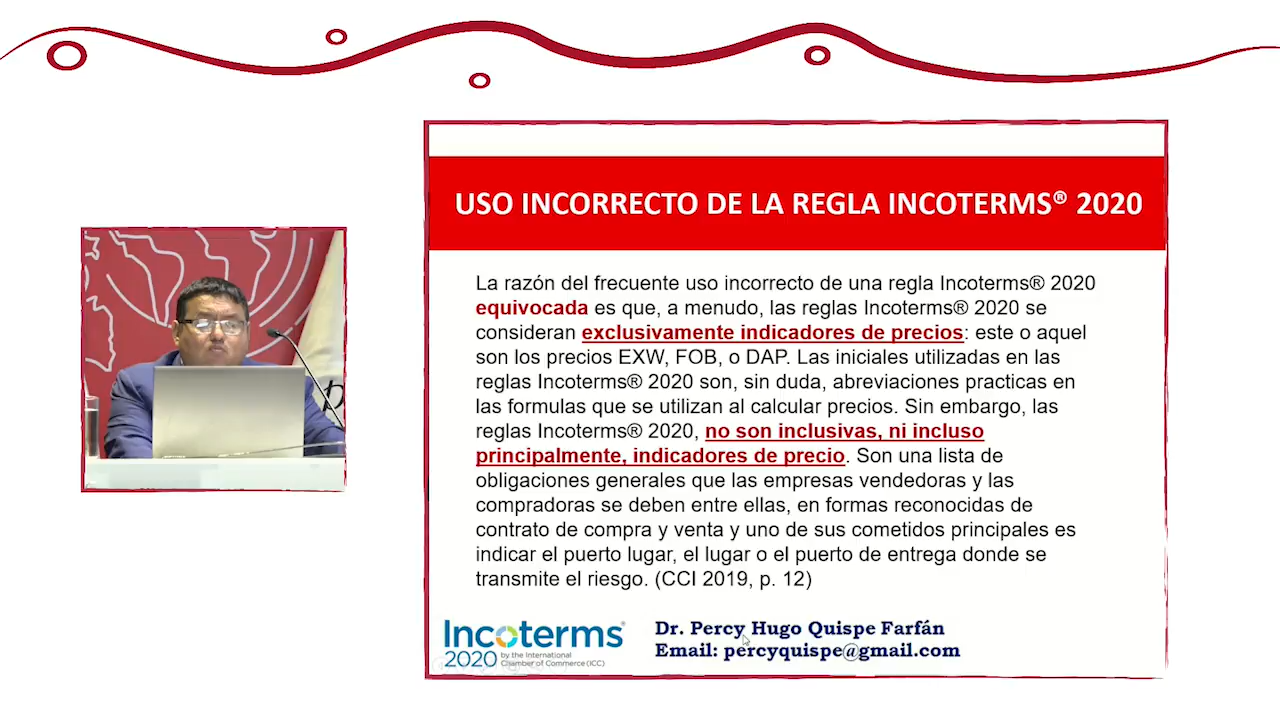 USO INCORRECTO DE LA REGLA INCOTERMS® 2020
La razón del frecuente uso incorrecto de una regla Incoterms® 2020
equivocada es que, a menudo, las reglas Incoterms® 2020 se
consideran exclusivamente indicadores de precios: este o aquel
son los precios EXW, FOB, o DAP. Las iniciales utilizadas en las
reglas Incoterms® 2020 son, sin duda, abreviaciones practicas en
las formulas que se utilizan al calcular precios. Sin embargo, las
reglas Incoterms® 2020, no son inclusivas, ni incluso
principalmente, indicadores de precio. Son una lista de
obligaciones generales que las empresas vendedoras y las
compradoras se deben entre ellas, en formas reconocidas de
contrato de compra y venta y uno de sus cometidos principales es
indicar el puerto lugar, el lugar o el puerto de entrega donde se
transmite el riesgo. (CCI 2019, p. 12)
Incoterms®
2020 by the International
Chamber of Commerce (ICC)
Dr. Percy Hugo Quispe Farfán
Email: percyquispe@gmail.com